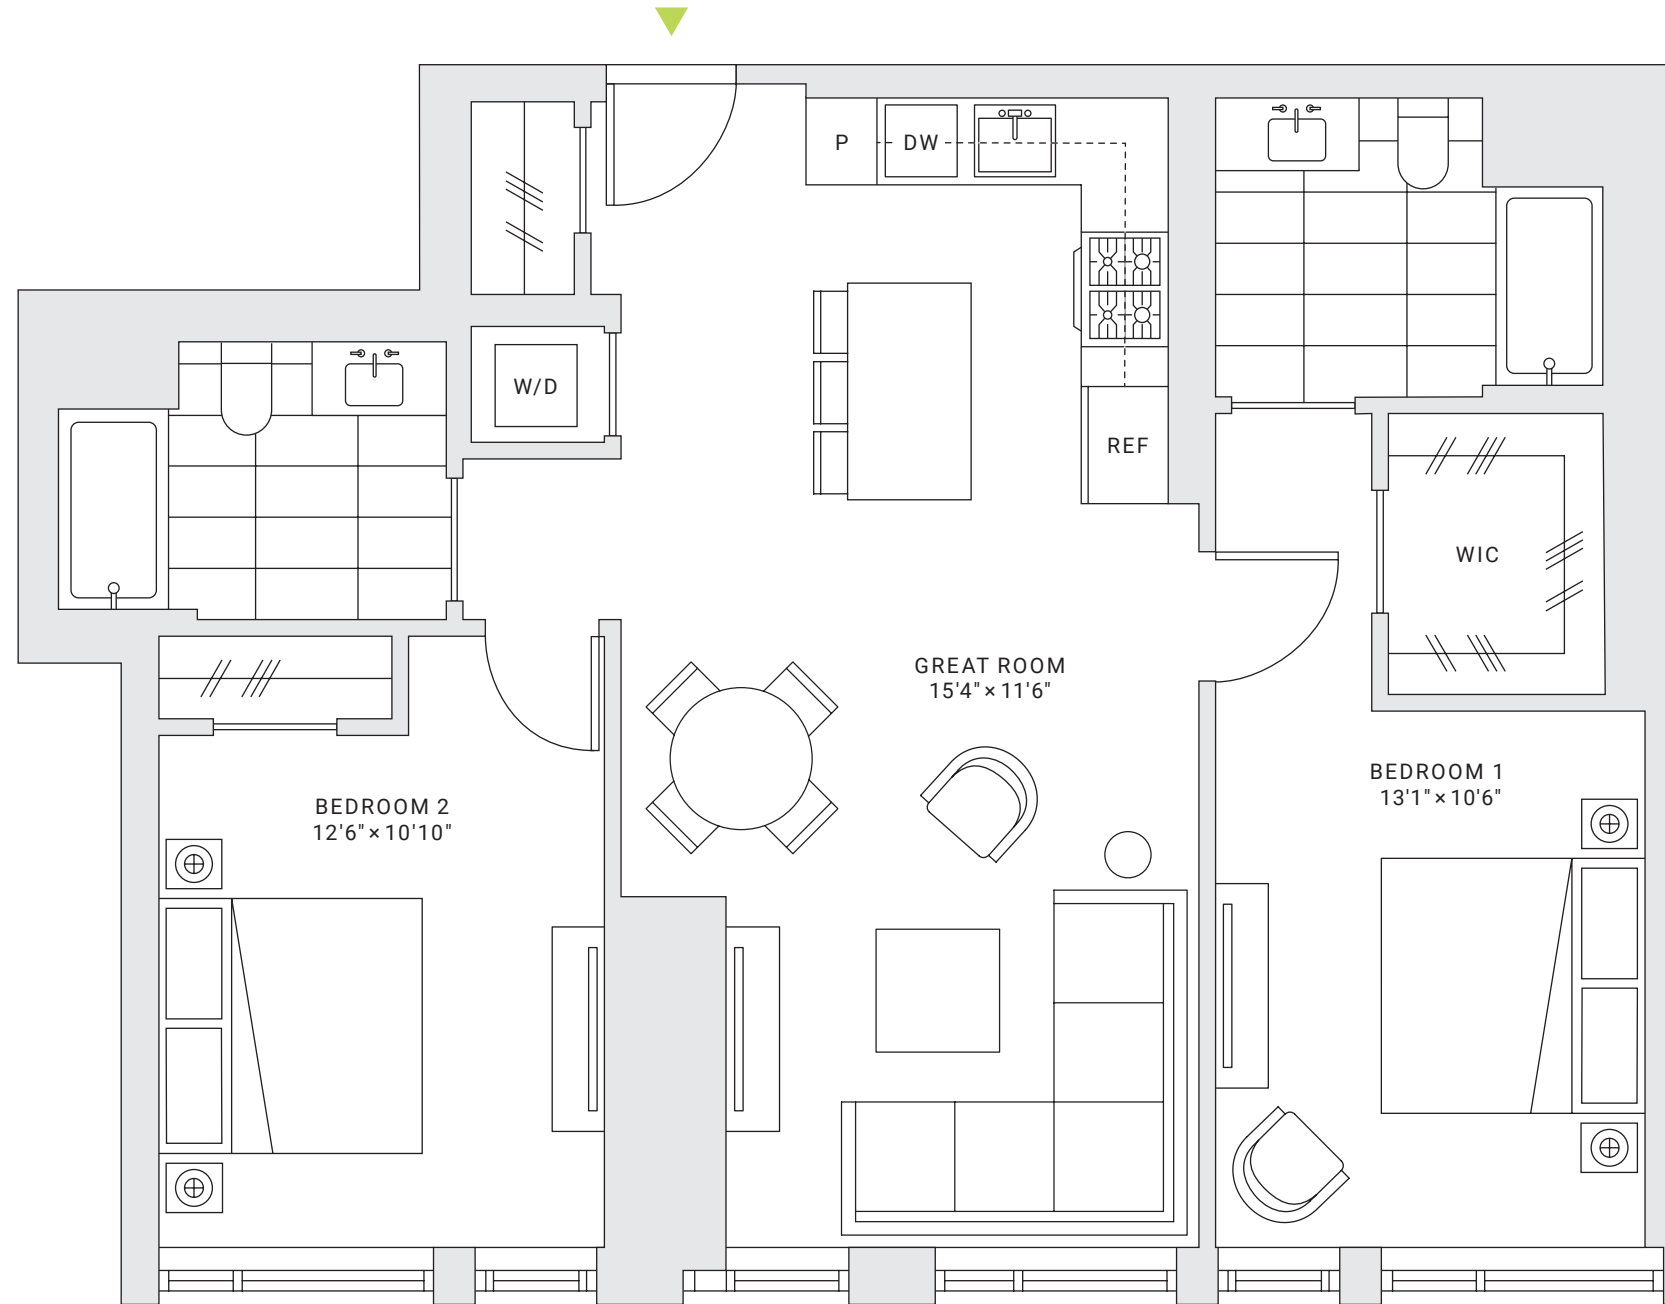 P
DW
W/D
REF
WIC
GREAT ROOM
15'4" × 11'6"
BEDROOM 1
13'1" × 10'6"
BEDROOM 2
12'6" × 10'10"